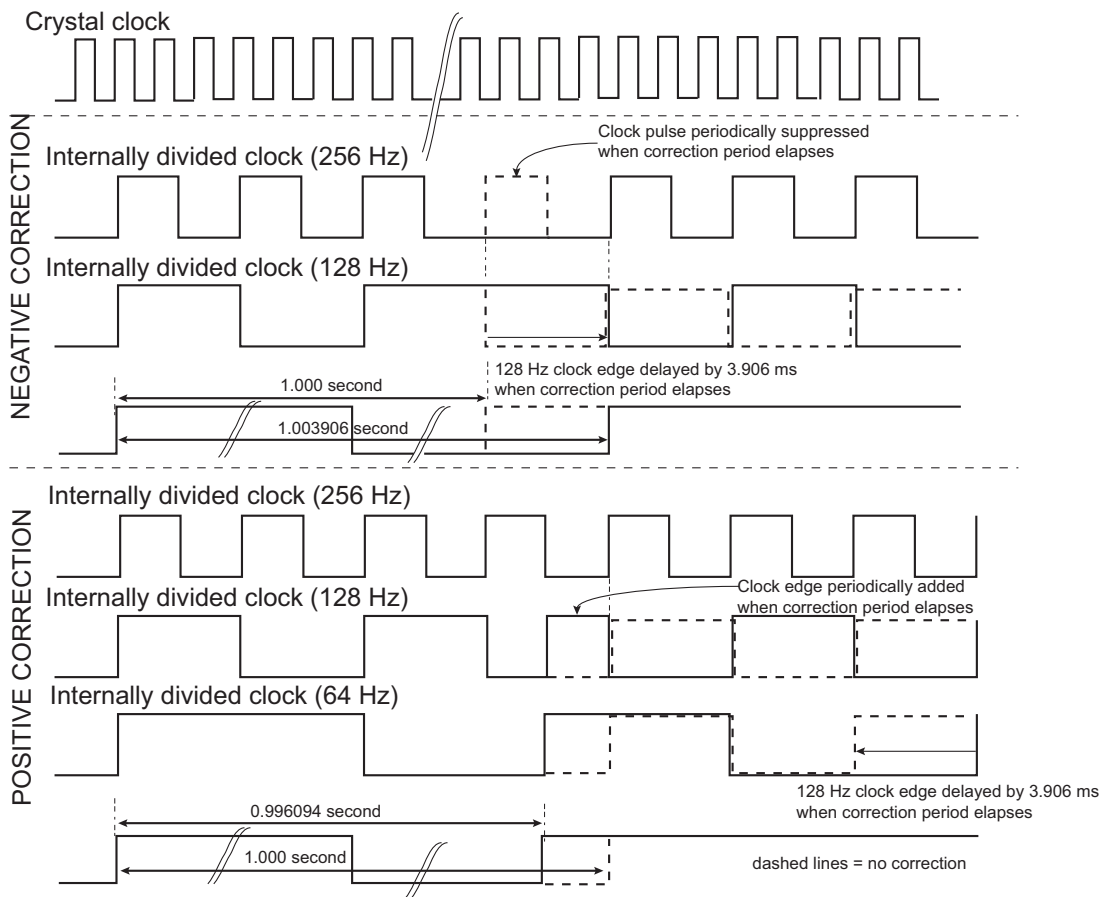 Crystal clock
NEGATIVE CORRECTION
Clock pulse periodically suppressed
when correction period elapses
Internally divided clock (256 Hz)
Internally divided clock (128 Hz)
128 Hz clock edge delayed by 3.906 ms
when correction period elapses
1.000 second
1.003906 second
POSITIVE CORRECTION
Internally divided clock (256 Hz)
Internally divided clock (128 Hz)
Clock edge periodically added
when correction period elapses
Internally divided clock (64 Hz)
128 Hz clock edge delayed by 3.906 ms
when correction period elapses
0.996094 second
1.000 second
dashed lines = no correction